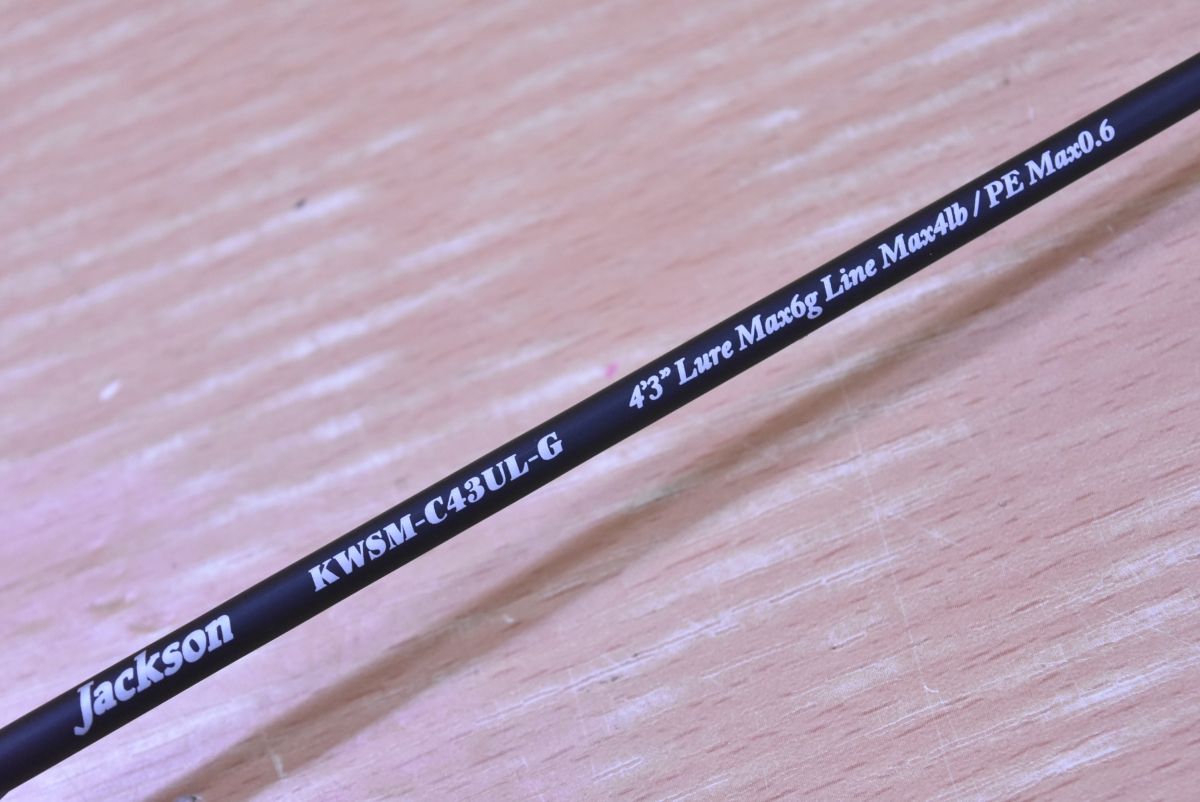 Jackson KWSM-C43UL-G 4'3” Lure Max6g Line Max4lb / PE Max0.6